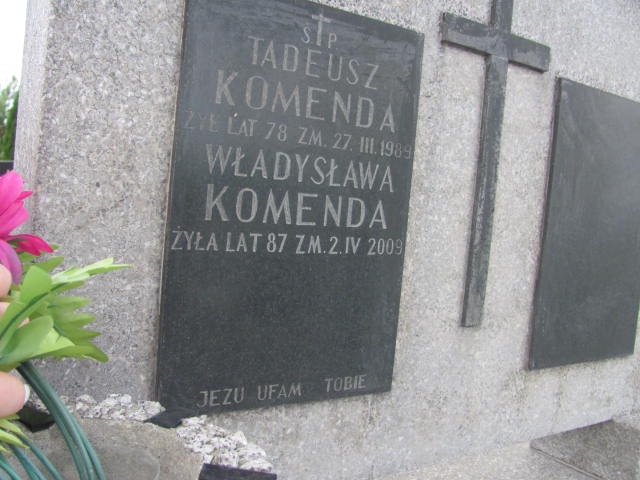 Ś P
TADEUSZ
KOMENDA
ŻYŁ LAT 78 ZM. 27. III. 1989
WŁADYSŁAWA
KOMENDA
ŻYŁA LAT 87 ZM. 2. IV 2009
JEZU UFAM TOBIE